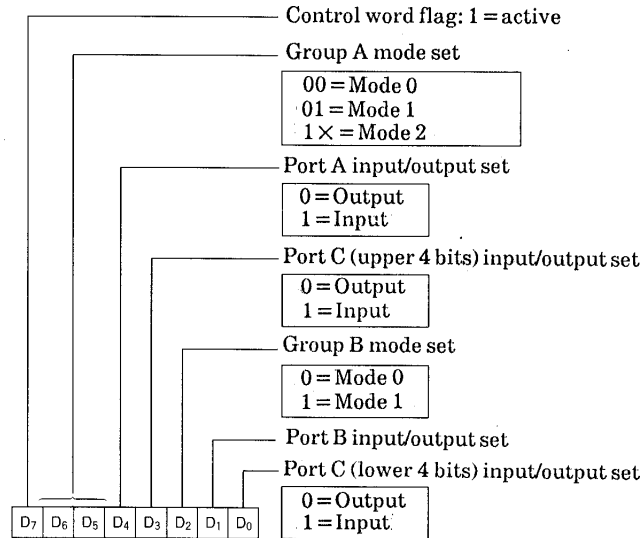 Control word flag: 1 = active
Group A mode set
00 = Mode 0
01 = Mode 1
1 × = Mode 2
Port A input/output set
0 = Output
1 = Input
Port C (upper 4 bits) input/output set
0 = Output
1 = Input
Group B mode set
0 = Mode 0
1 = Mode 1
Port B input/output set
Port C (lower 4 bits) input/output set
0 = Output
1 = Input
D7 D6 D5 D4 D3 D2 D1 D0